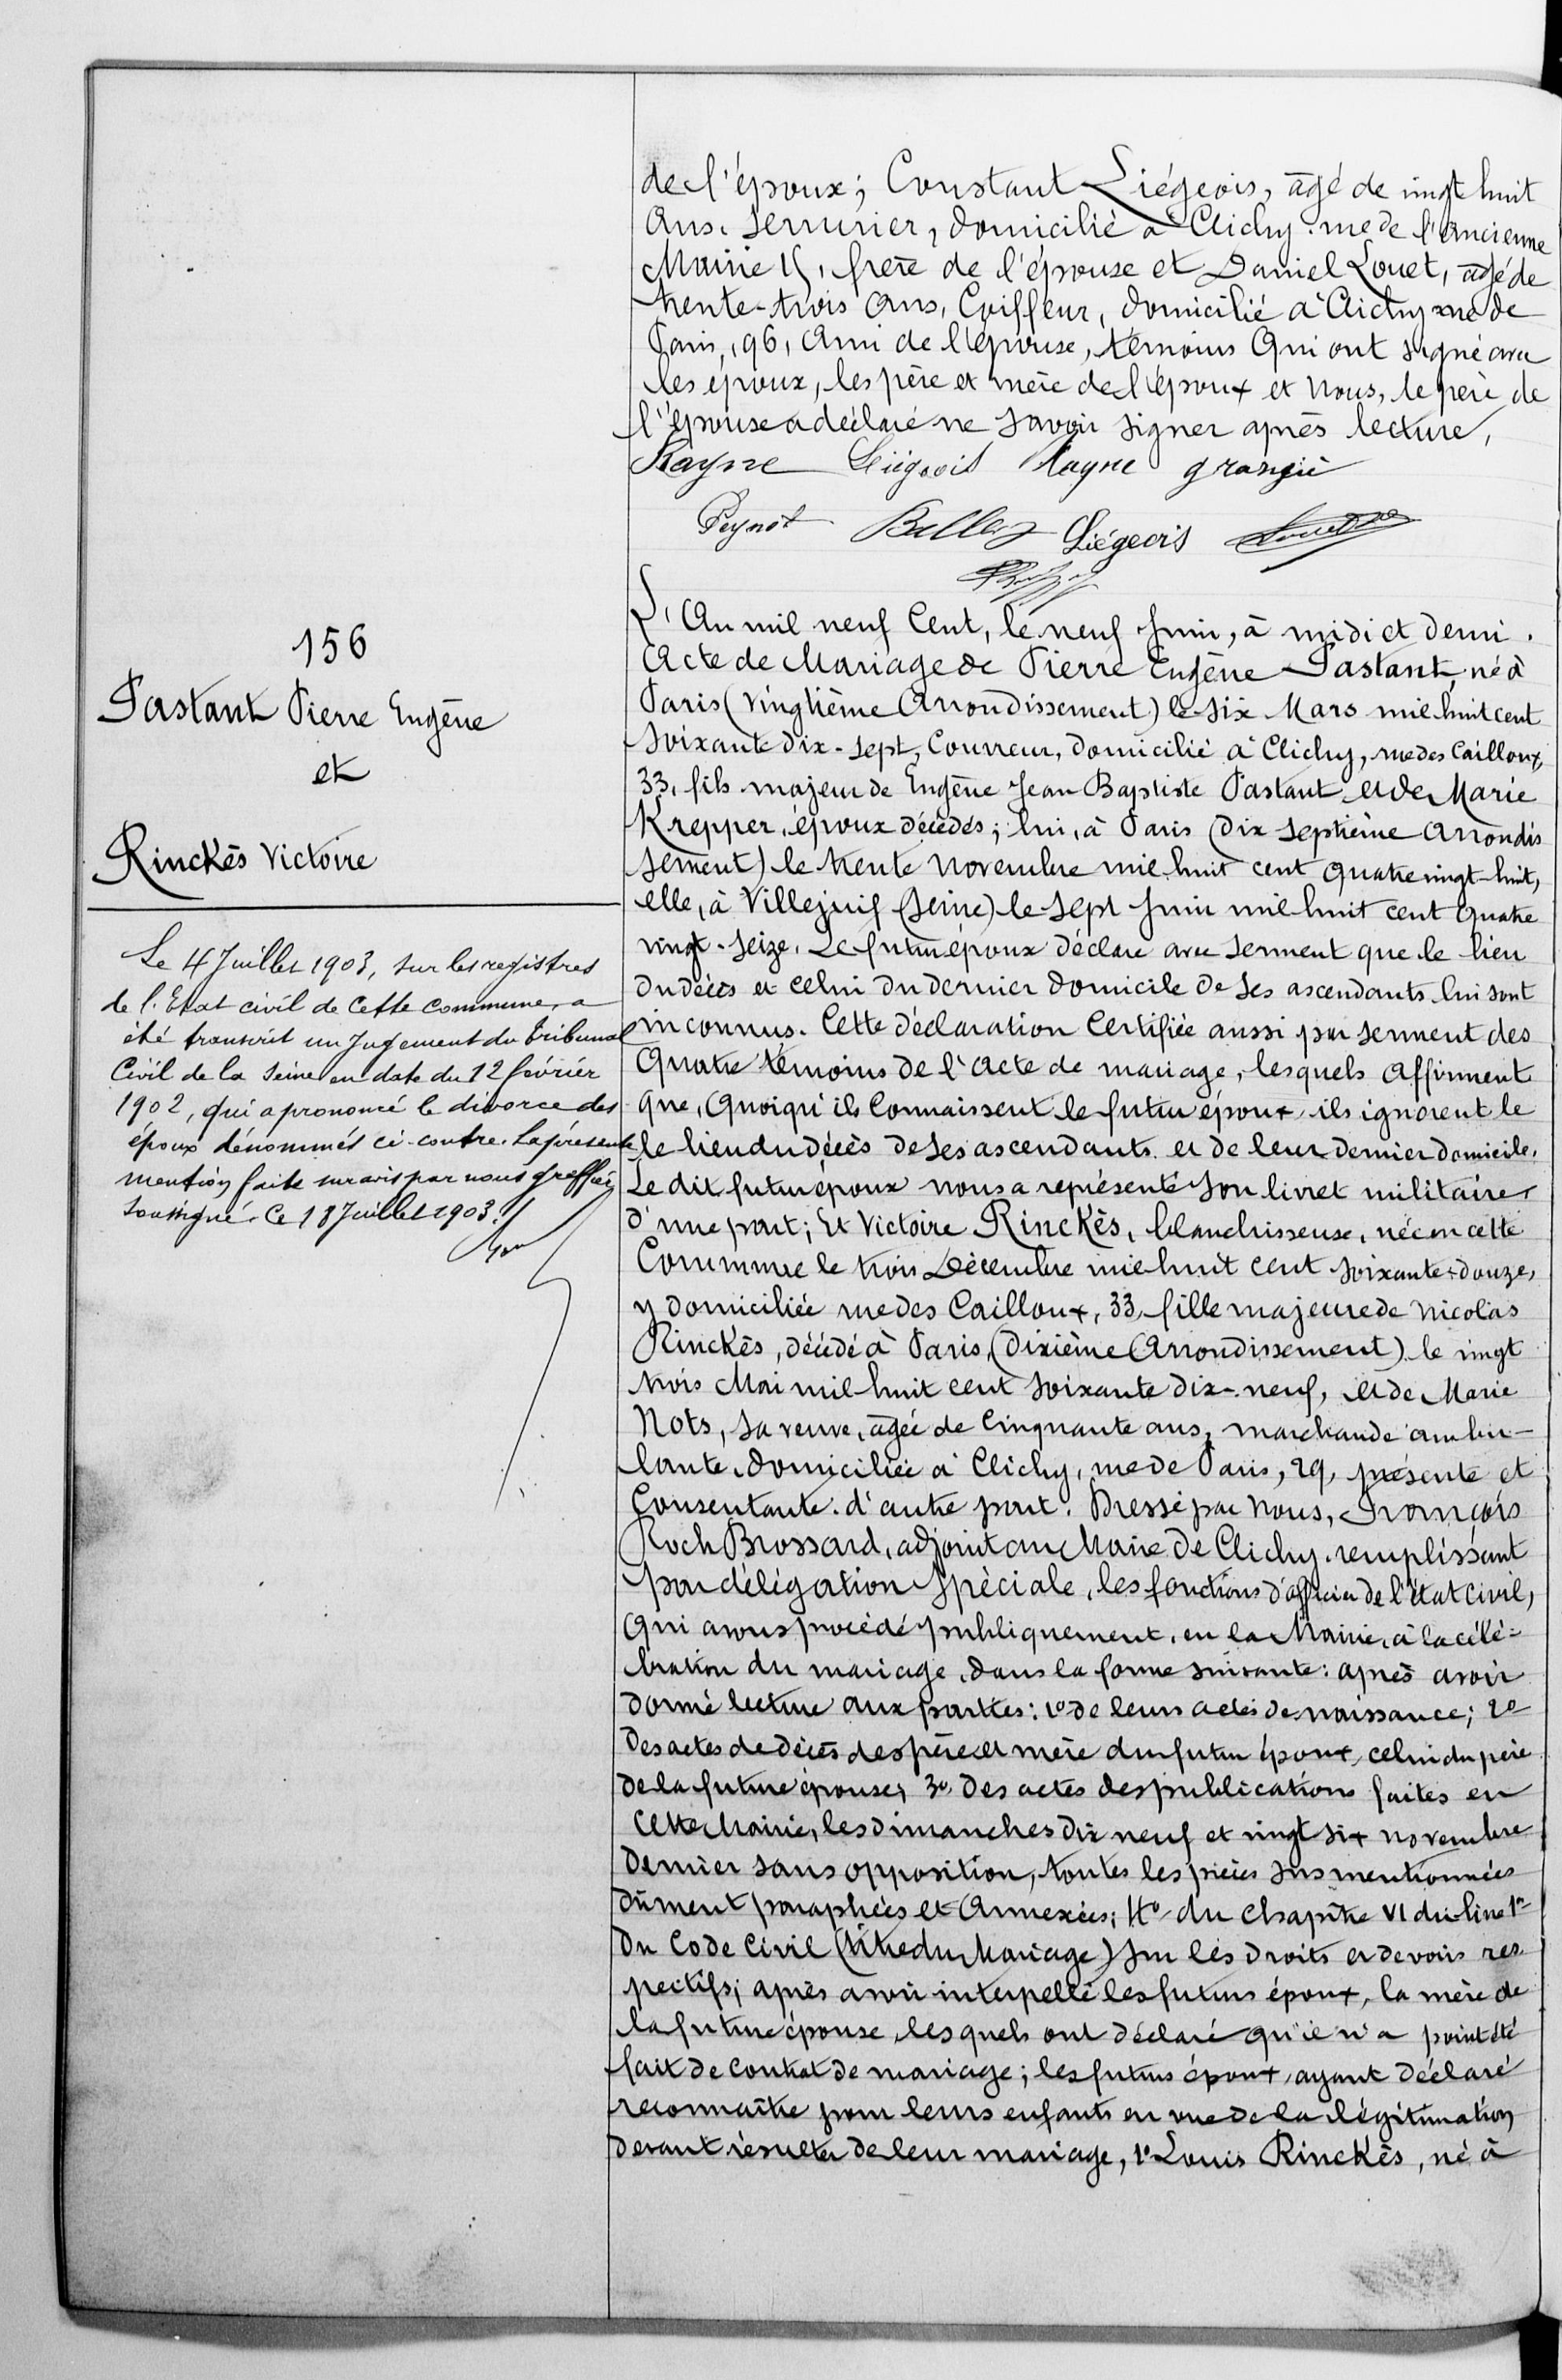 de l'époux; Constant Liégeois, âgé de vingt huit
ans, Serrurier, domicilié à Clichy rue de l'Ancienne
Mairie 15, frère de l'épouse et Daniel Louet, âgé de
trente-trois ans, Coiffeur, domicilié à Clichy rue de
Paris, 96, Ami de l'épouse, témoins Qui ont signé avec
les époux, les père et mère de l'époux et Nous, le père de
l'épouse a déclaré ne savoir signer après lecture,
Rayne Liégeois Rayne
Peynot Liégeois
156
Pastant Pierre Eugène
et
Rinckès Victoire
Le 4 Juillet 1903, sur les registres
de l'Etat civil de cette commune, a
été transcrit un Jugement du Tribunal
Civil de la Seine en date du 12 février
1902, qui a prononcé le divorce des
époux dénommés ci-contre. La présente
mention faite sur avis par nous greffier
soussigné. Ce 18 Juillet 1903.
L'An mil neuf Cent, le neuf Juin, à midi et demi.
Acte de Mariage de Pierre Eugène Pastant, né à
Paris (Vingtième Arrondissement) le six Mars mil huit cent
soixante dix-sept, Couvreur, domicilié à Clichy, rue des Cailloux,
33, fils majeur de Eugène Jean Baptiste Pastant et de Marie
Krepper, époux décédés; lui, à Paris (Dix septième Arrondis
sement) le trente Novembre mil huit cent quatre vingt-huit,
elle, à Villejuif (Seine) le sept Juin mil huit cent quatre
vingt-seize. Le futur époux déclare avec serment que le lieu
du décès et celui du dernier domicile de ses ascendants lui sont
inconnus. Cette déclaration Certifiée aussi par serment des
Quatre témoins de l'Acte de mariage, lesquels affirment
que, Quoiqu'ils Connaissent le futur époux, ils ignorent le
le lieu du décès de ses ascendants et de leur dernier domicile.
Le dit futur époux nous a représenté son livret militaire
d'une part; Et Victoire Rinckès, blanchisseuse, née en cette
Commune le trois Décembre mil huit cent soixante-douze,
y domiciliée rue des Cailloux, 33, fille majeure de Nicolas
Rinckès, décédé à Paris, (Dixième Arrondissement) le vingt
trois Mai mil huit cent soixante dix-neuf, et de Marie
Nots, sa veuve, âgée de Cinquante ans, marchande ambu-
lante, domiciliée à Clichy, rue de Paris, 29, présente et
Consentante. d'autre part. Dressé par Nous, François
Roch Brossard, adjoint au Maire de Clichy, remplissant
par délégation spéciale, les fonctions d'officier de l'état civil,
Qui avons procédé publiquement, en la Mairie, à la célé-
bration du mariage, dans la forme suivante: après avoir
donné lecture aux parties: 1o de leurs actes de naissance; 2o
Des actes de décès des père et mère du futur époux, celui du père
de la future épouse; 3o Des actes des publications faites en
cette Mairie, les dimanches dix neuf et vingt six novembre
dernier sans opposition, toutes les pièces sus mentionnées
dûment paraphées et Annexées; 4o du Chapitre VI du livre 1er
du Code Civil (titre du Mariage) sur les droits et devoirs res
pectifs; après avoir interpellé les futurs époux, la mère de
la future épouse, lesquels ont déclaré qu'il n'a point été
fait de contrat de mariage; les futurs époux, ayant déclaré
reconnaître pour leurs enfants en vue de la légitimation
devant résulter de leur mariage, 1o Louis Rinckès, né à